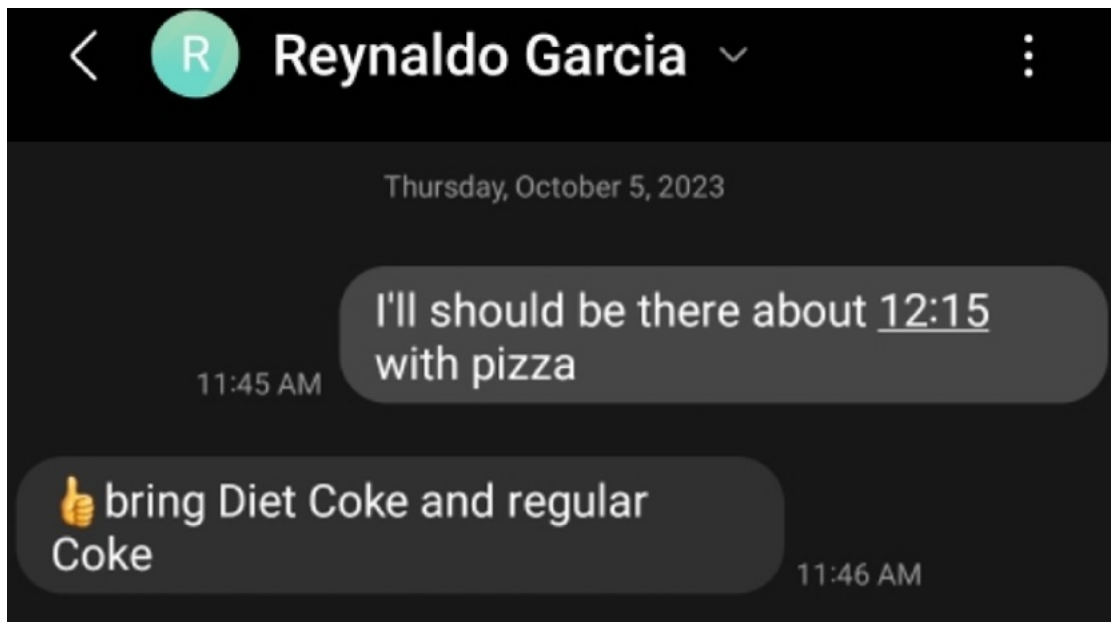 R Reynaldo Garcia
Thursday, October 5, 2023
I'll should be there about 12:15
with pizza
11:45 AM
👍bring Diet Coke and regular
Coke
11:46 AM